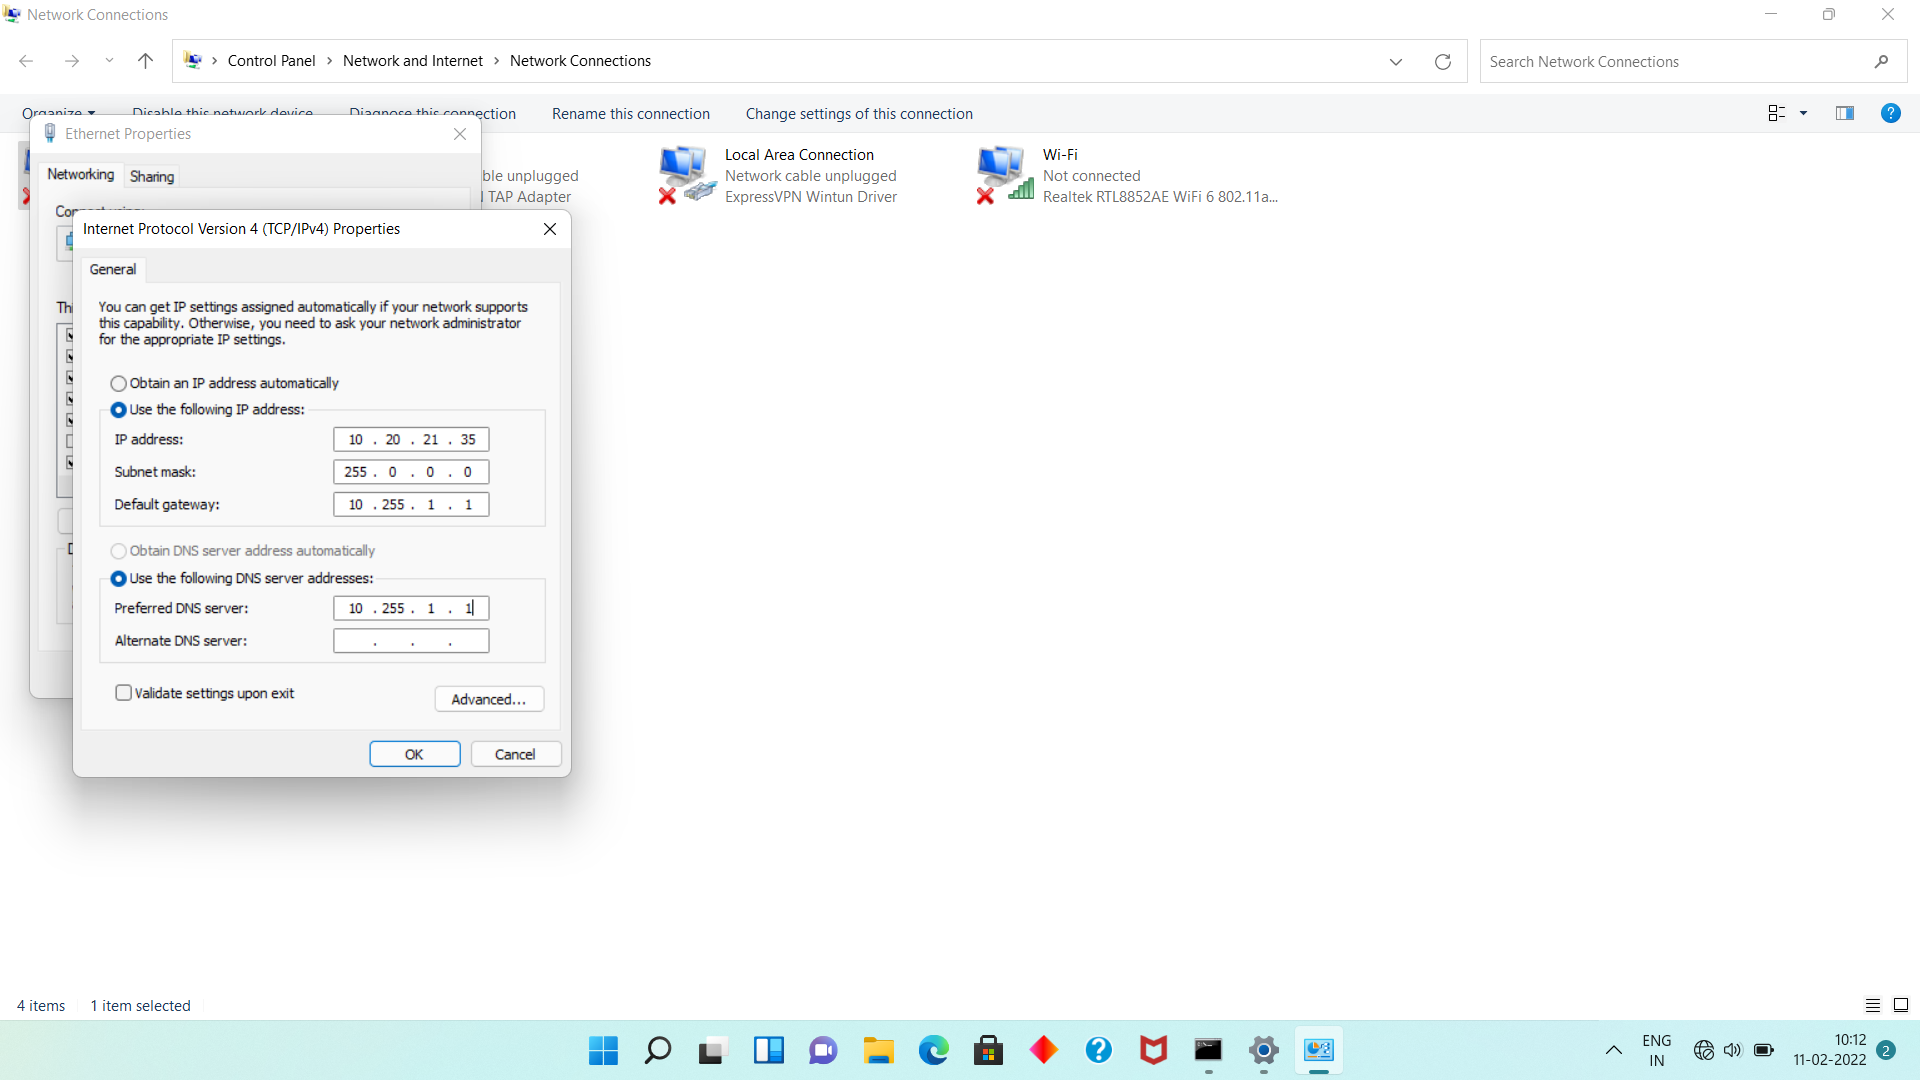 Network Connections
Control Panel > Network and Internet > Network Connections
Search Network Connections
Organize Disable this network device Diagnose this connection Rename this connection Change settings of this connection
Ethernet Properties
Networking Sharing
ble unplugged
TAP Adapter
Local Area Connection
Network cable unplugged
ExpressVPN Wintun Driver
Wi-Fi
Not connected
Realtek RTL8852AE WiFi 6 802.11a...
Internet Protocol Version 4 (TCP/IPv4) Properties
General
You can get IP settings assigned automatically if your network supports
this capability. Otherwise, you need to ask your network administrator
for the appropriate IP settings.
Obtain an IP address automatically
Use the following IP address:
IP address: 10 . 20 . 21 . 35
Subnet mask: 255 . 0 . 0 . 0
Default gateway: 10 . 255 . 1 . 1
Obtain DNS server address automatically
Use the following DNS server addresses:
Preferred DNS server: 10 . 255 . 1 . 1
Alternate DNS server: . . .
Validate settings upon exit
Advanced...
OK Cancel
4 items 1 item selected
ENG
IN
10:12
11-02-2022
2